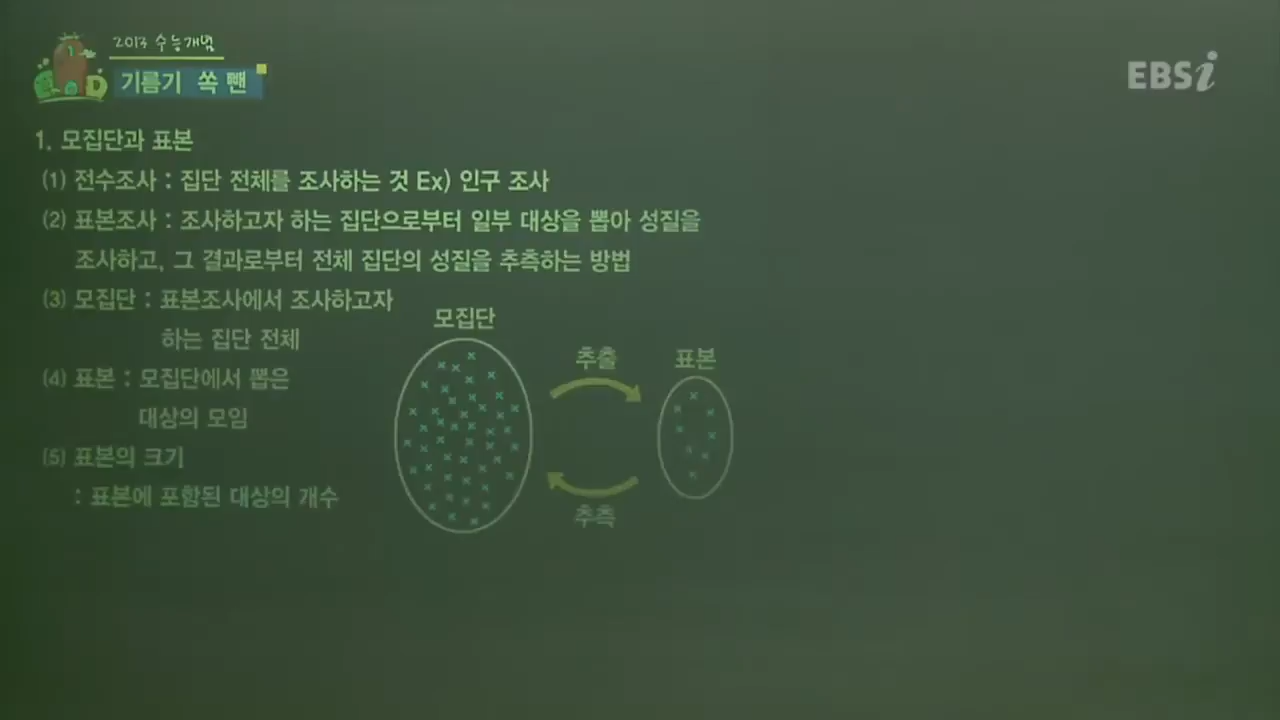 2013 수능개념
기름기 쏙 뺀
EBSi
1. 모집단과 표본
(1) 전수조사 : 집단 전체를 조사하는 것 Ex) 인구 조사
(2) 표본조사 : 조사하고자 하는 집단으로부터 일부 대상을 뽑아 성질을
조사하고, 그 결과로부터 전체 집단의 성질을 추측하는 방법
(3) 모집단 : 표본조사에서 조사하고자
하는 집단 전체
(4) 표본 : 모집단에서 뽑은
대상의 모임
(5) 표본의 크기
: 표본에 포함된 대상의 개수
모집단
추출
표본
추측